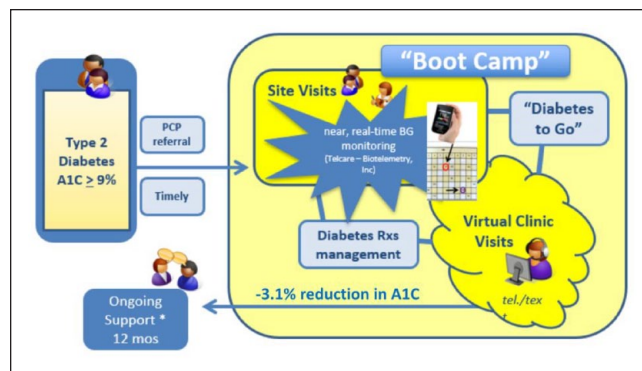 "Boot Camp"
Site Visits
near, real-time BG
monitoring
(Telcare – Biotelemetry,
Inc)
"Diabetes
to Go"
Type 2
Diabetes
A1C ≥ 9%
PCP
referral
Timely
Diabetes Rxs
management
Virtual Clinic
Visits
tel./tex
-3.1% reduction in A1C
Ongoing
Support *
12 mos